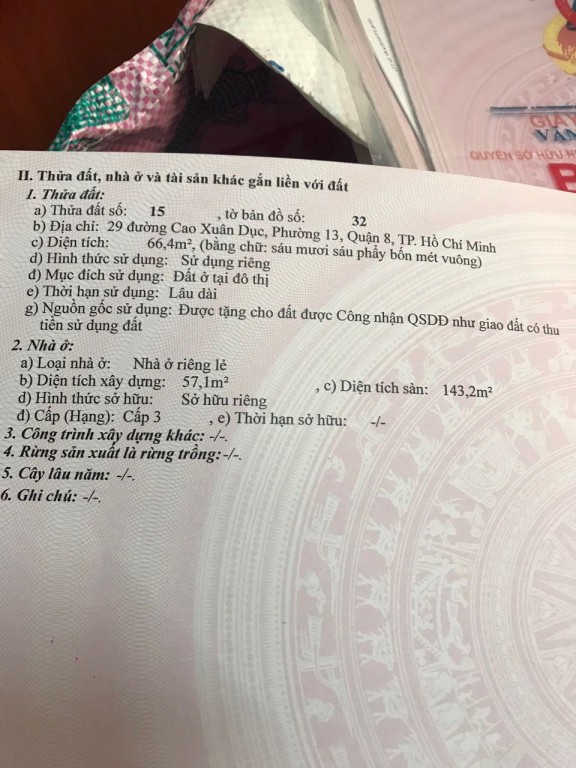 GIẤY
QUYỀN SỞ HỮU N
II. Thửa đất, nhà ở và tài sản khác gắn liền với đất
1. Thửa đất:
a) Thửa đất số: 15 , tờ bản đồ số: 32
b) Địa chỉ: 29 đường Cao Xuân Dục, Phường 13, Quận 8, TP. Hồ Chí Minh
c) Diện tích: 66,4m², (bằng chữ: sáu mươi sáu phẩy bốn mét vuông)
d) Hình thức sử dụng: Sử dụng riêng
đ) Mục đích sử dụng: Đất ở tại đô thị
e) Thời hạn sử dụng: Lâu dài
g) Nguồn gốc sử dụng: Được tặng cho đất được Công nhận QSDĐ như giao đất có thu
tiền sử dụng đất
2. Nhà ở:
a) Loại nhà ở: Nhà ở riêng lẻ
b) Diện tích xây dựng: 57,1m² , c) Diện tích sàn: 143,2m²
d) Hình thức sở hữu: Sở hữu riêng
đ) Cấp (Hạng): Cấp 3 , e) Thời hạn sở hữu: -/-
3. Công trình xây dựng khác: -/-.
4. Rừng sản xuất là rừng trồng: -/-.
5. Cây lâu năm: -/-.
6. Ghi chú: -/-.